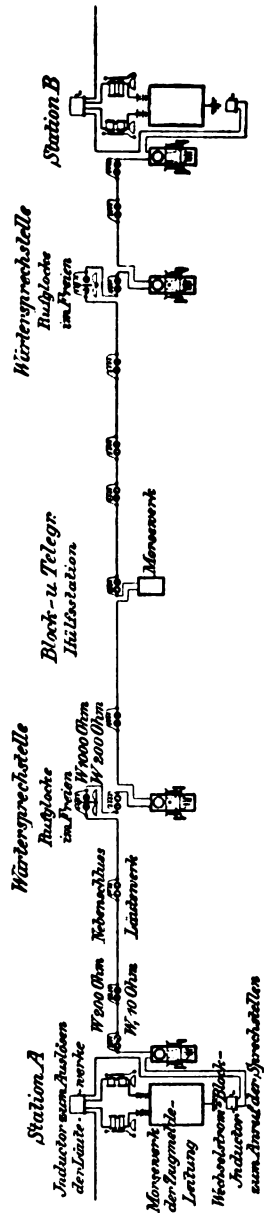 Station A
Inductor zum Auslösen
der Läutewerke
W 200 Ohm
W, 10 Ohm
Morsewerk
der Zugmelde-
Leitung
Wechselstrom-Block-
Inductor
zum Anruf der Sprechstellen
Nebenschluss
Läutewerk
Wärtersprechstelle
Rufglocke
im Freien
W 1000 Ohm
W 200 Ohm
Block- u Telegr.
Hülfsstation
Morsewerk
Wärtersprechstelle
Rufglocke
im Freien
Station B